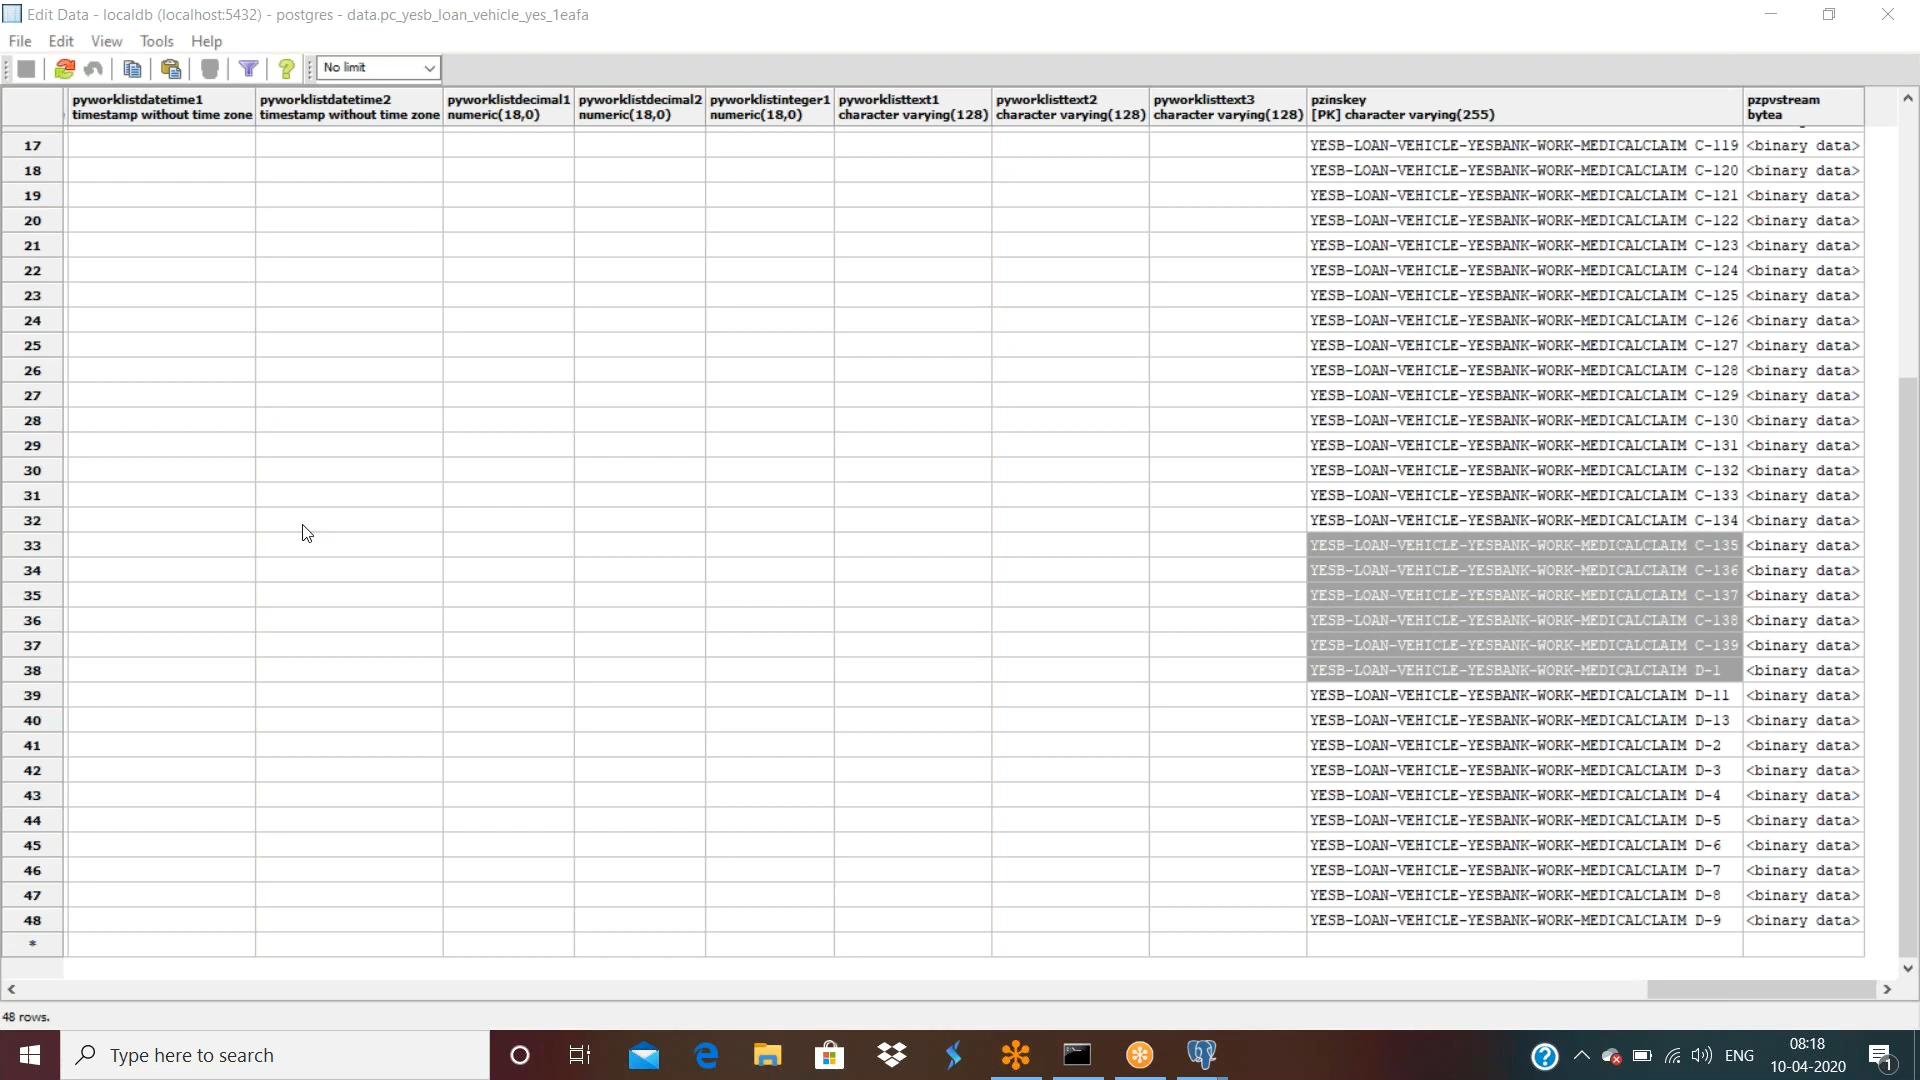 Edit Data - localdb (localhost:5432) - postgres - data.pc_yesb_loan_vehicle_yes_1eafa
File Edit View Tools Help
No limit
pyworklistdatetime1 pyworklistdatetime2 pyworklistdecimal1 pyworklistdecimal2 pyworklistinteger1 pyworklisttext1 pyworklisttext2 pyworklisttext3 pzinskey pzpvstream
timestamp without time zone timestamp without time zone numeric(18,0) numeric(18,0) numeric(18,0) character varying(128) character varying(128) character varying(128) [PK] character varying(255) bytea
17 YESB-LOAN-VEHICLE-YESBANK-WORK-MEDICALCLAIM C-119 <binary data>
18 YESB-LOAN-VEHICLE-YESBANK-WORK-MEDICALCLAIM C-120 <binary data>
19 YESB-LOAN-VEHICLE-YESBANK-WORK-MEDICALCLAIM C-121 <binary data>
20 YESB-LOAN-VEHICLE-YESBANK-WORK-MEDICALCLAIM C-122 <binary data>
21 YESB-LOAN-VEHICLE-YESBANK-WORK-MEDICALCLAIM C-123 <binary data>
22 YESB-LOAN-VEHICLE-YESBANK-WORK-MEDICALCLAIM C-124 <binary data>
23 YESB-LOAN-VEHICLE-YESBANK-WORK-MEDICALCLAIM C-125 <binary data>
24 YESB-LOAN-VEHICLE-YESBANK-WORK-MEDICALCLAIM C-126 <binary data>
25 YESB-LOAN-VEHICLE-YESBANK-WORK-MEDICALCLAIM C-127 <binary data>
26 YESB-LOAN-VEHICLE-YESBANK-WORK-MEDICALCLAIM C-128 <binary data>
27 YESB-LOAN-VEHICLE-YESBANK-WORK-MEDICALCLAIM C-129 <binary data>
28 YESB-LOAN-VEHICLE-YESBANK-WORK-MEDICALCLAIM C-130 <binary data>
29 YESB-LOAN-VEHICLE-YESBANK-WORK-MEDICALCLAIM C-131 <binary data>
30 YESB-LOAN-VEHICLE-YESBANK-WORK-MEDICALCLAIM C-132 <binary data>
31 YESB-LOAN-VEHICLE-YESBANK-WORK-MEDICALCLAIM C-133 <binary data>
32 YESB-LOAN-VEHICLE-YESBANK-WORK-MEDICALCLAIM C-134 <binary data>
33 YESB-LOAN-VEHICLE-YESBANK-WORK-MEDICALCLAIM C-135 <binary data>
34 YESB-LOAN-VEHICLE-YESBANK-WORK-MEDICALCLAIM C-136 <binary data>
35 YESB-LOAN-VEHICLE-YESBANK-WORK-MEDICALCLAIM C-137 <binary data>
36 YESB-LOAN-VEHICLE-YESBANK-WORK-MEDICALCLAIM C-138 <binary data>
37 YESB-LOAN-VEHICLE-YESBANK-WORK-MEDICALCLAIM C-139 <binary data>
38 YESB-LOAN-VEHICLE-YESBANK-WORK-MEDICALCLAIM D-1 <binary data>
39 YESB-LOAN-VEHICLE-YESBANK-WORK-MEDICALCLAIM D-11 <binary data>
40 YESB-LOAN-VEHICLE-YESBANK-WORK-MEDICALCLAIM D-13 <binary data>
41 YESB-LOAN-VEHICLE-YESBANK-WORK-MEDICALCLAIM D-2 <binary data>
42 YESB-LOAN-VEHICLE-YESBANK-WORK-MEDICALCLAIM D-3 <binary data>
43 YESB-LOAN-VEHICLE-YESBANK-WORK-MEDICALCLAIM D-4 <binary data>
44 YESB-LOAN-VEHICLE-YESBANK-WORK-MEDICALCLAIM D-5 <binary data>
45 YESB-LOAN-VEHICLE-YESBANK-WORK-MEDICALCLAIM D-6 <binary data>
46 YESB-LOAN-VEHICLE-YESBANK-WORK-MEDICALCLAIM D-7 <binary data>
47 YESB-LOAN-VEHICLE-YESBANK-WORK-MEDICALCLAIM D-8 <binary data>
48 YESB-LOAN-VEHICLE-YESBANK-WORK-MEDICALCLAIM D-9 <binary data>
*
48 rows.
Type here to search
ENG
08:18
10-04-2020
1